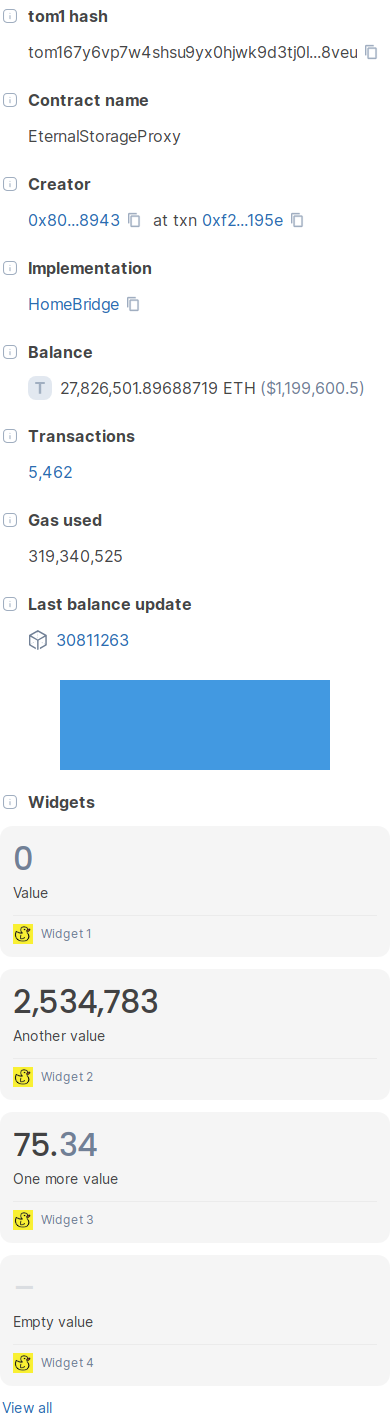 tom1 hash
tom167y6vp7w4shsu9yx0hjwk9d3tj0l...8veu
Contract name
EternalStorageProxy
Creator
0x80...8943 at txn 0xf2...195e
Implementation
HomeBridge
Balance
T 27,826,501.89688719 ETH ($1,199,600.5)
Transactions
5,462
Gas used
319,340,525
Last balance update
30811263
Widgets
0
Value
Widget 1
2,534,783
Another value
Widget 2
75.34
One more value
Widget 3
—
Empty value
Widget 4
View all